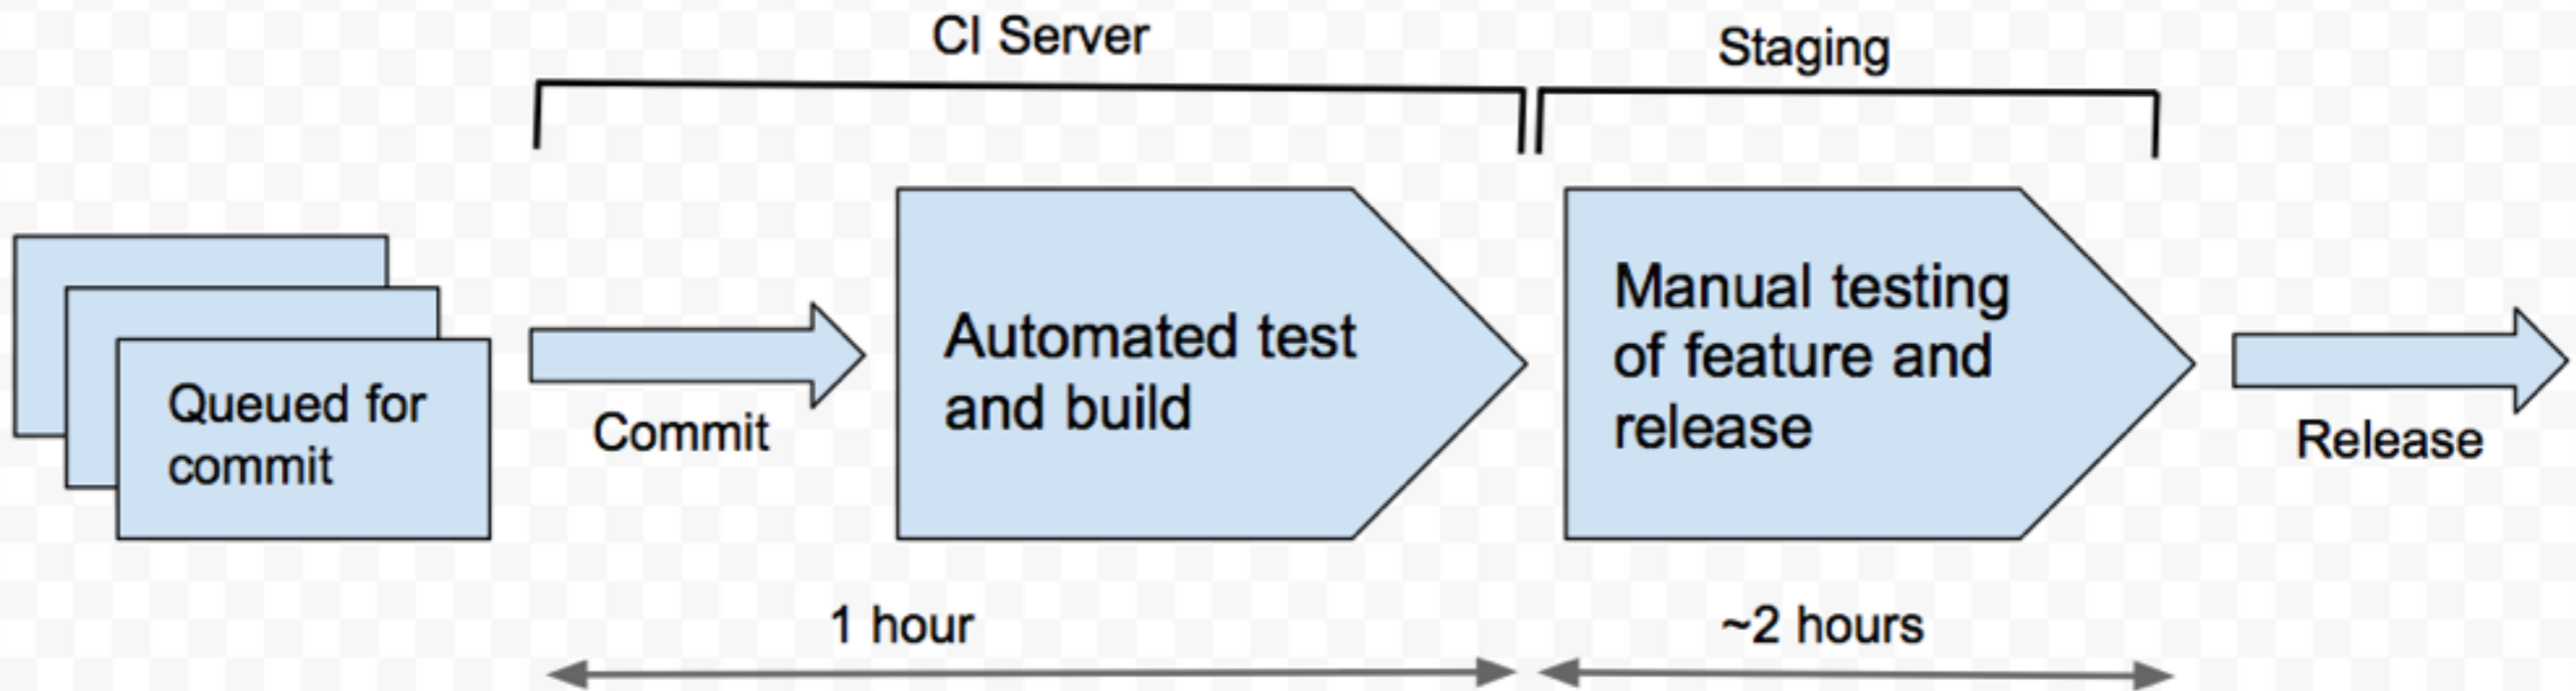 CI Server
Staging
Queued for
commit
Commit
Automated test
and build
Manual testing
of feature and
release
Release
1 hour
~2 hours